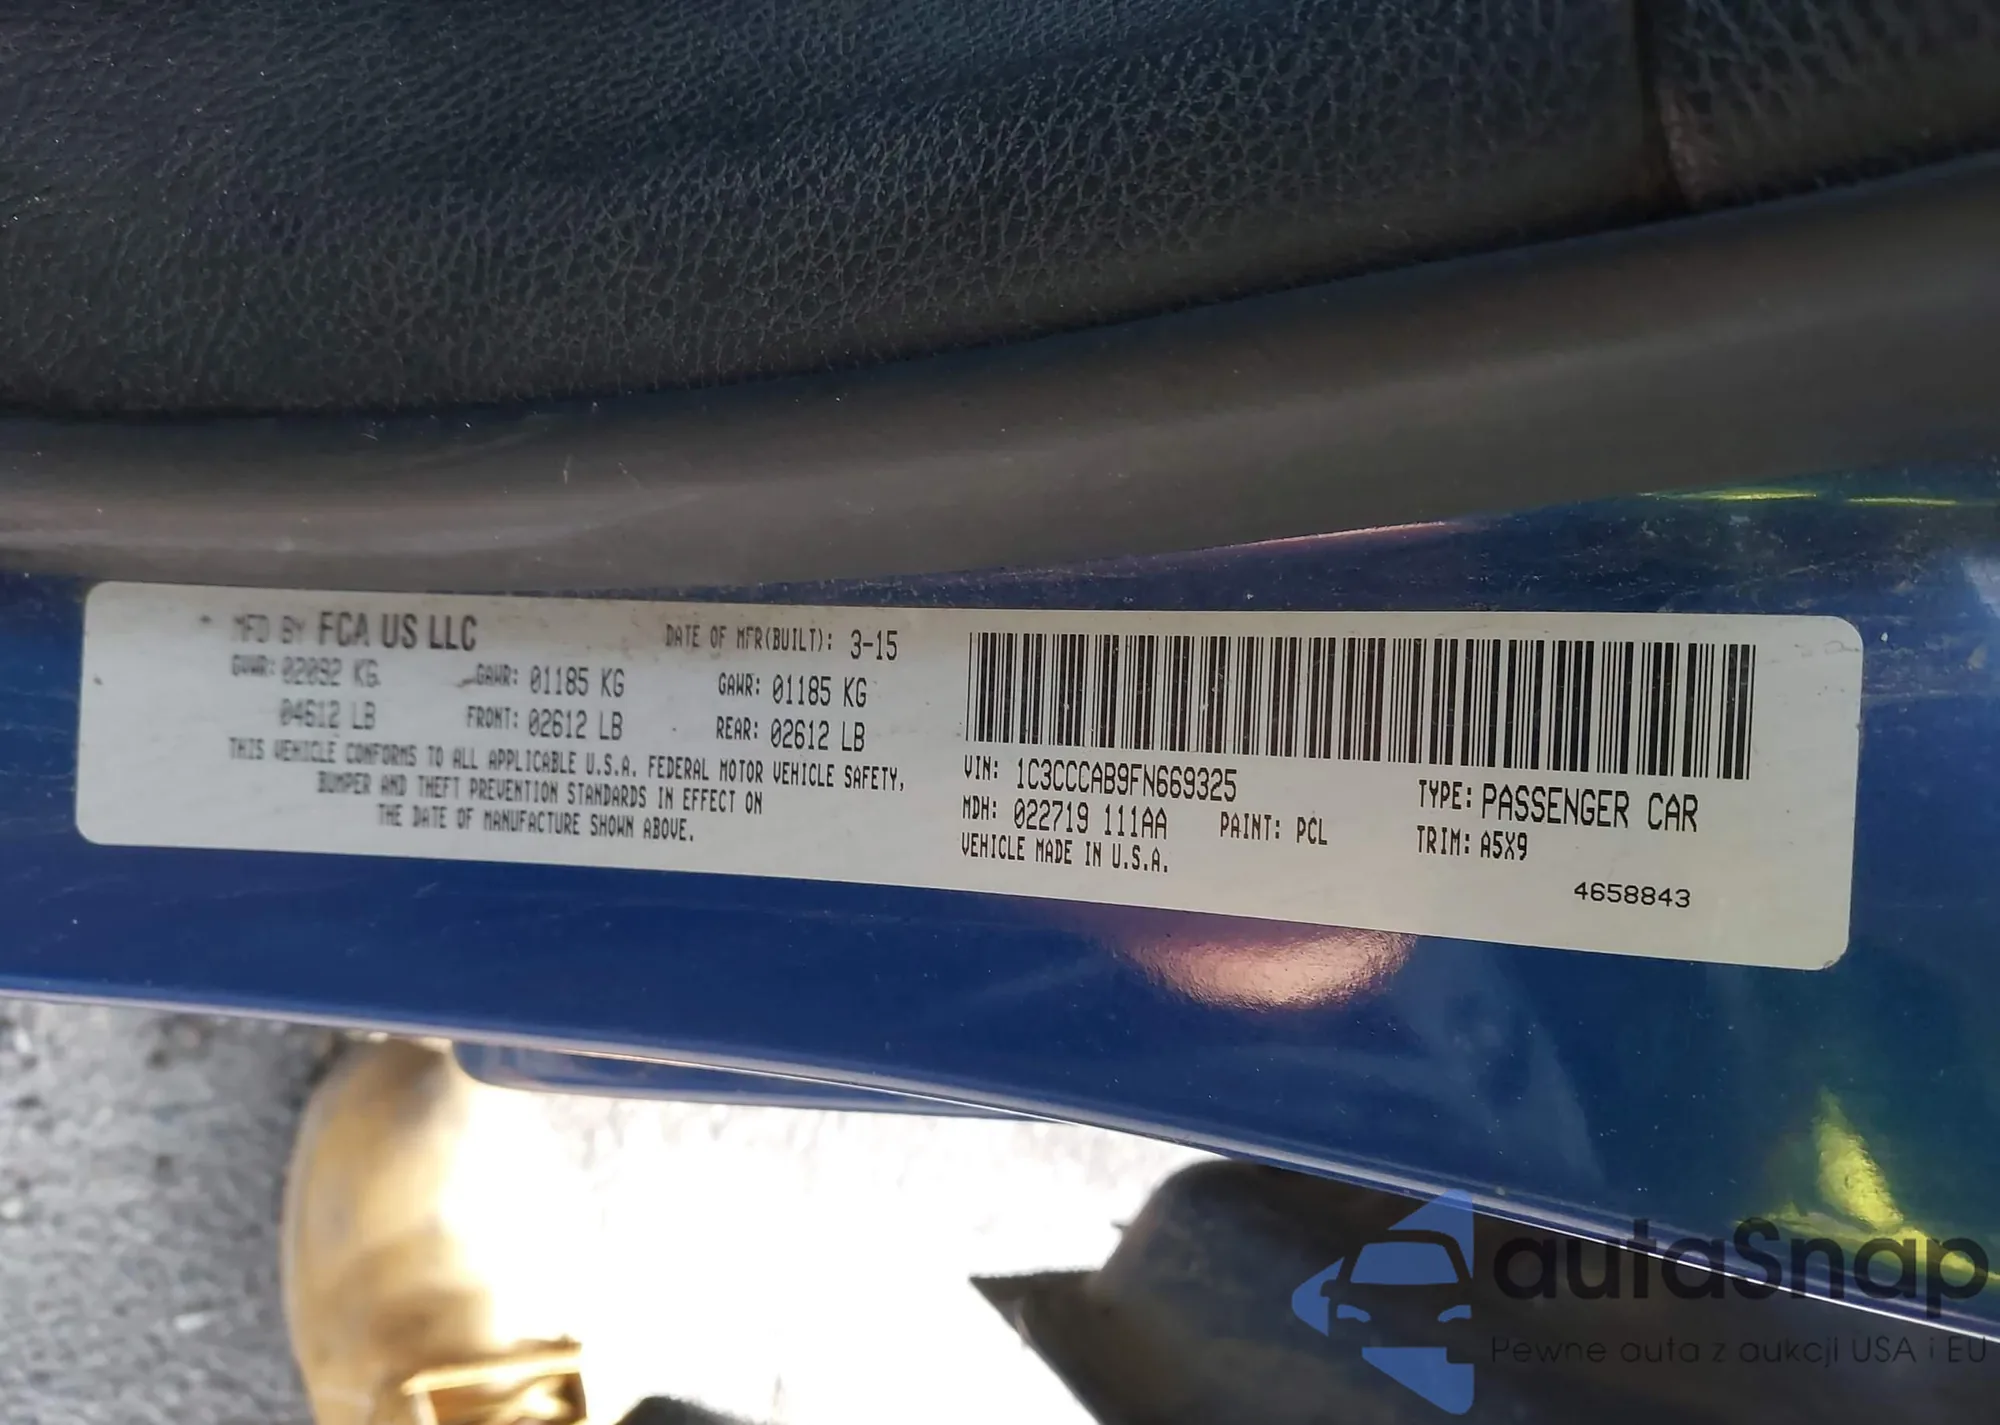 MFD BY FCA US LLC DATE OF MFR(BUILT): 3-15
GVWR: 02092 KG GAWR: 01185 KG GAWR: 01185 KG
04612 LB FRONT: 02612 LB REAR: 02612 LB
THIS VEHICLE CONFORMS TO ALL APPLICABLE U.S.A. FEDERAL MOTOR VEHICLE SAFETY,
BUMPER AND THEFT PREVENTION STANDARDS IN EFFECT ON
THE DATE OF MANUFACTURE SHOWN ABOVE.
VIN: 1C3CCCAB9FN669325 TYPE: PASSENGER CAR
MDH: 022719 111AA PAINT: PCL TRIM: A5X9
VEHICLE MADE IN U.S.A.
4658843
autaSnap
Pewne auta z aukcji USA i EU